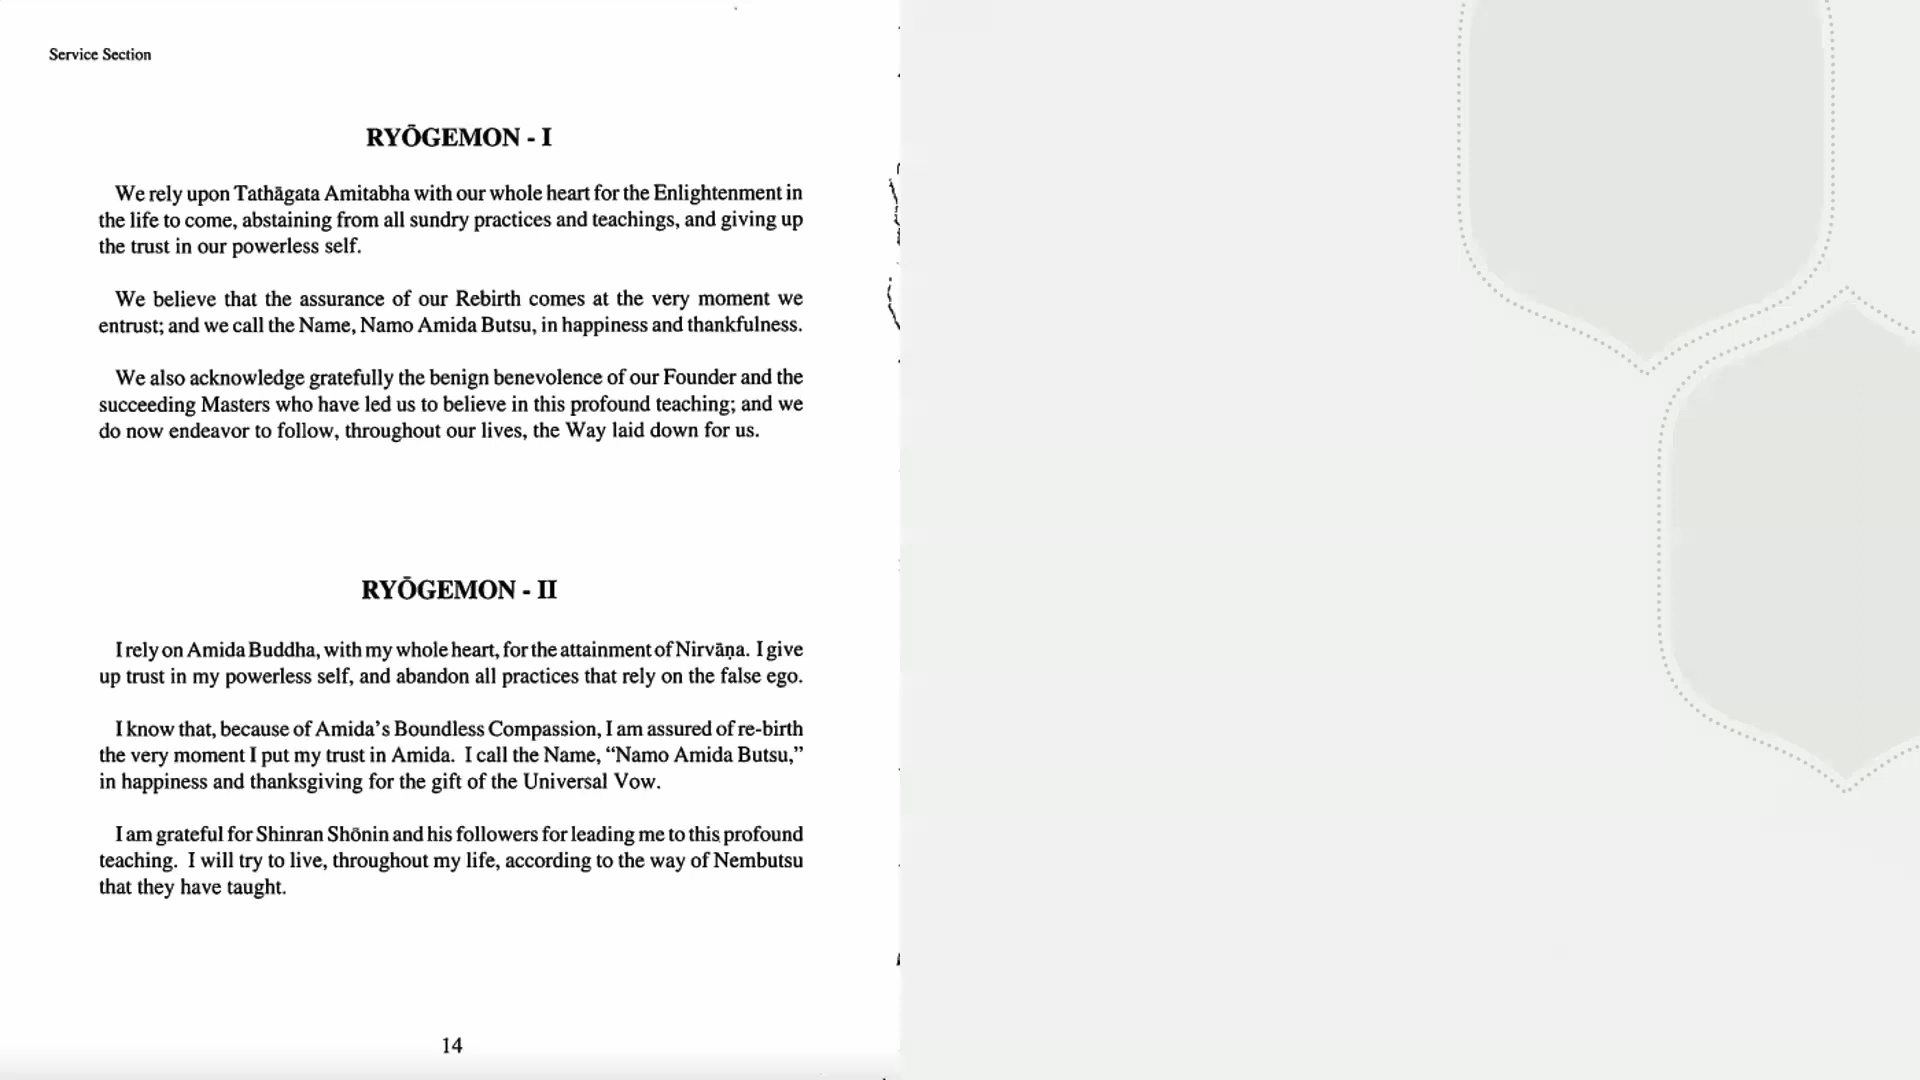 Service Section
RYŌGEMON - I
We rely upon Tathāgata Amitabha with our whole heart for the Enlightenment in
the life to come, abstaining from all sundry practices and teachings, and giving up
the trust in our powerless self.
We believe that the assurance of our Rebirth comes at the very moment we
entrust; and we call the Name, Namo Amida Butsu, in happiness and thankfulness.
We also acknowledge gratefully the benign benevolence of our Founder and the
succeeding Masters who have led us to believe in this profound teaching; and we
do now endeavor to follow, throughout our lives, the Way laid down for us.
RYŌGEMON - II
I rely on Amida Buddha, with my whole heart, for the attainment of Nirvāṇa. I give
up trust in my powerless self, and abandon all practices that rely on the false ego.
I know that, because of Amida's Boundless Compassion, I am assured of re-birth
the very moment I put my trust in Amida. I call the Name, “Namo Amida Butsu,”
in happiness and thanksgiving for the gift of the Universal Vow.
I am grateful for Shinran Shōnin and his followers for leading me to this profound
teaching. I will try to live, throughout my life, according to the way of Nembutsu
that they have taught.
14